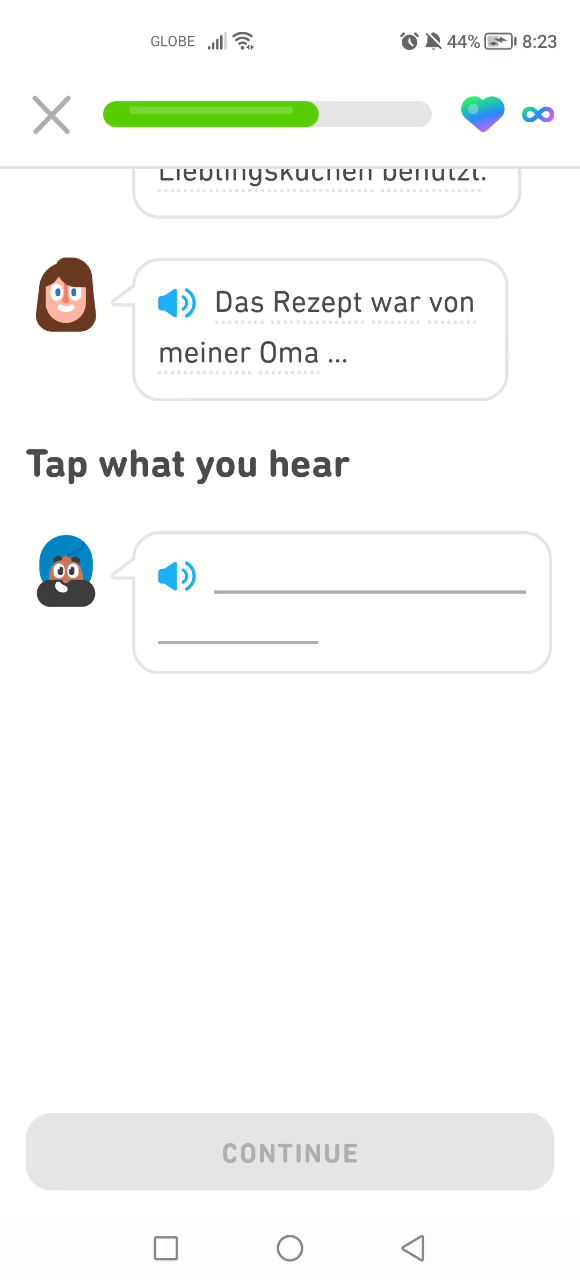 GLOBE 44% 8:23
Lieblingskuchen benutzt.
Das Rezept war von
meiner Oma ...
Tap what you hear
CONTINUE